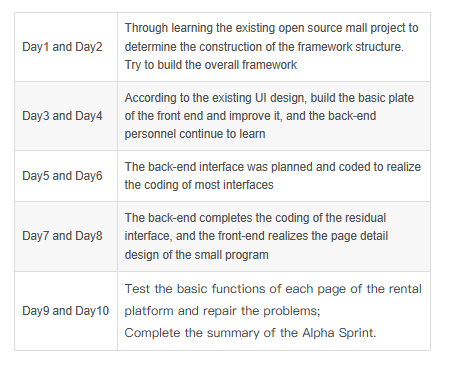 Day1 and Day2
Through learning the existing open source mall project to
determine the construction of the framework structure.
Try to build the overall framework
Day3 and Day4
According to the existing UI design, build the basic plate
of the front end and improve it, and the back-end
personnel continue to learn
Day5 and Day6
The back-end interface was planned and coded to realize
the coding of most interfaces
Day7 and Day8
The back-end completes the coding of the residual
interface, and the front-end realizes the page detail
design of the small program
Day9 and Day10
Test the basic functions of each page of the rental
platform and repair the problems;
Complete the summary of the Alpha Sprint.